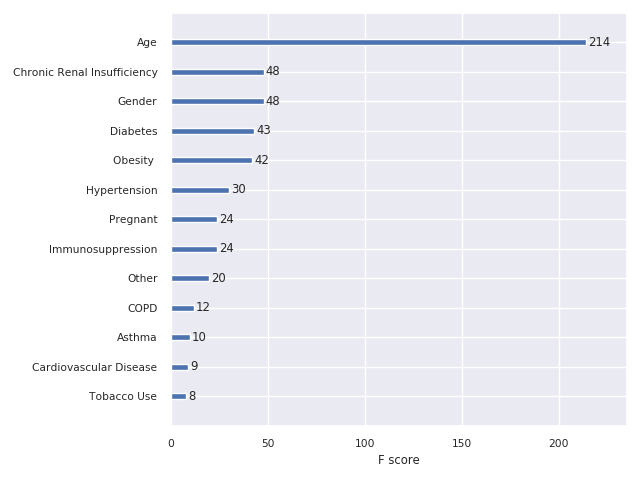 Age 214
Chronic Renal Insufficiency 48
Gender 48
Diabetes 43
Obesity 42
Hypertension 30
Pregnant 24
Immunosuppression 24
Other 20
COPD 12
Asthma 10
Cardiovascular Disease 9
Tobacco Use 8
0 50 100 150 200
F score